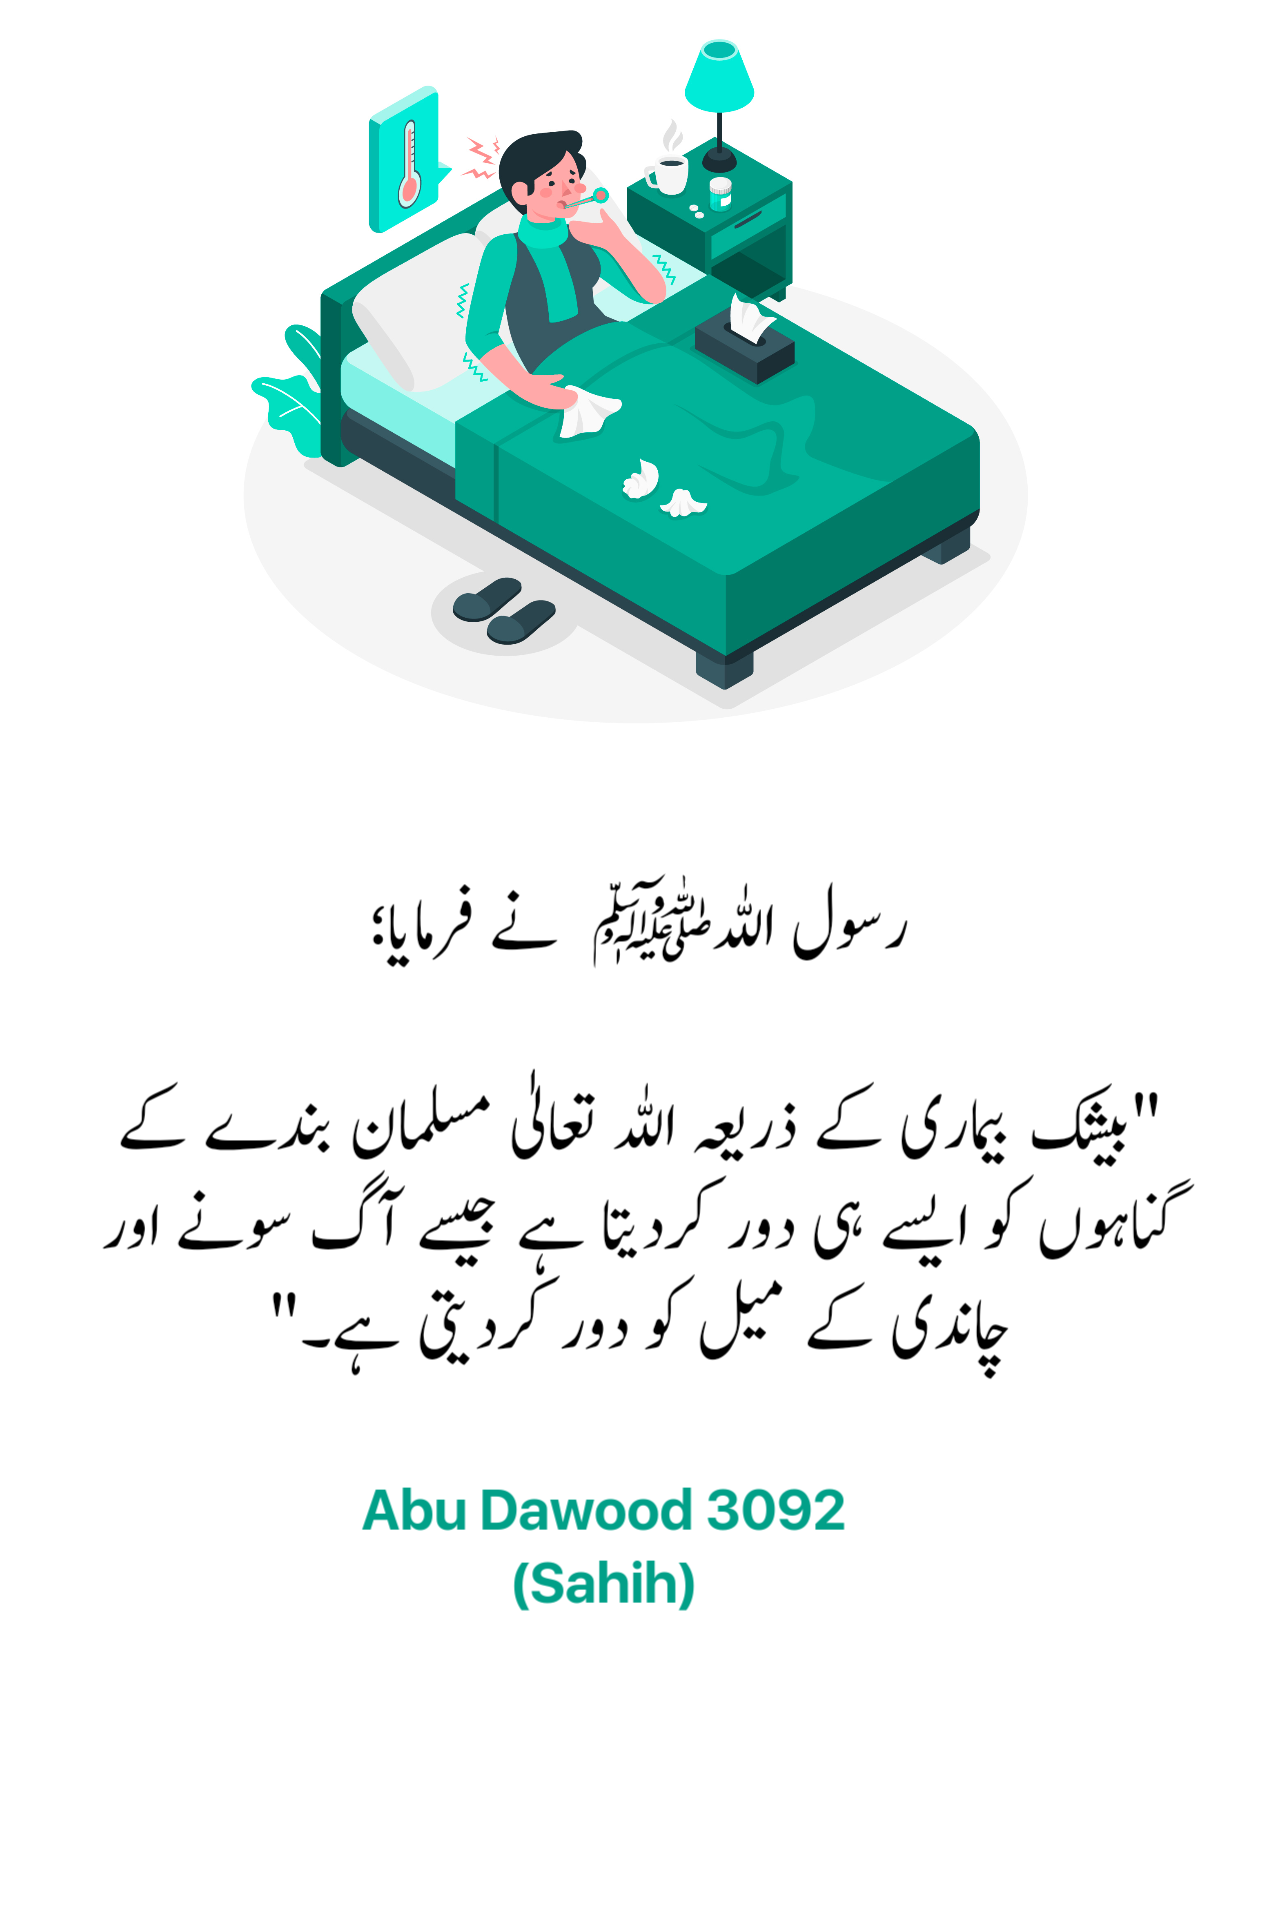 رسول اللہ ﷺ نے فرمایا؛
"بیشک بیماری کے ذریعہ اللہ تعالٰی مسلمان بندے کے
گناہوں کو ایسے ہی دور کردیتا ہے جیسے آگ سونے اور
چاندی کے میل کو دور کردیتی ہے۔"
Abu Dawood 3092
(Sahih)